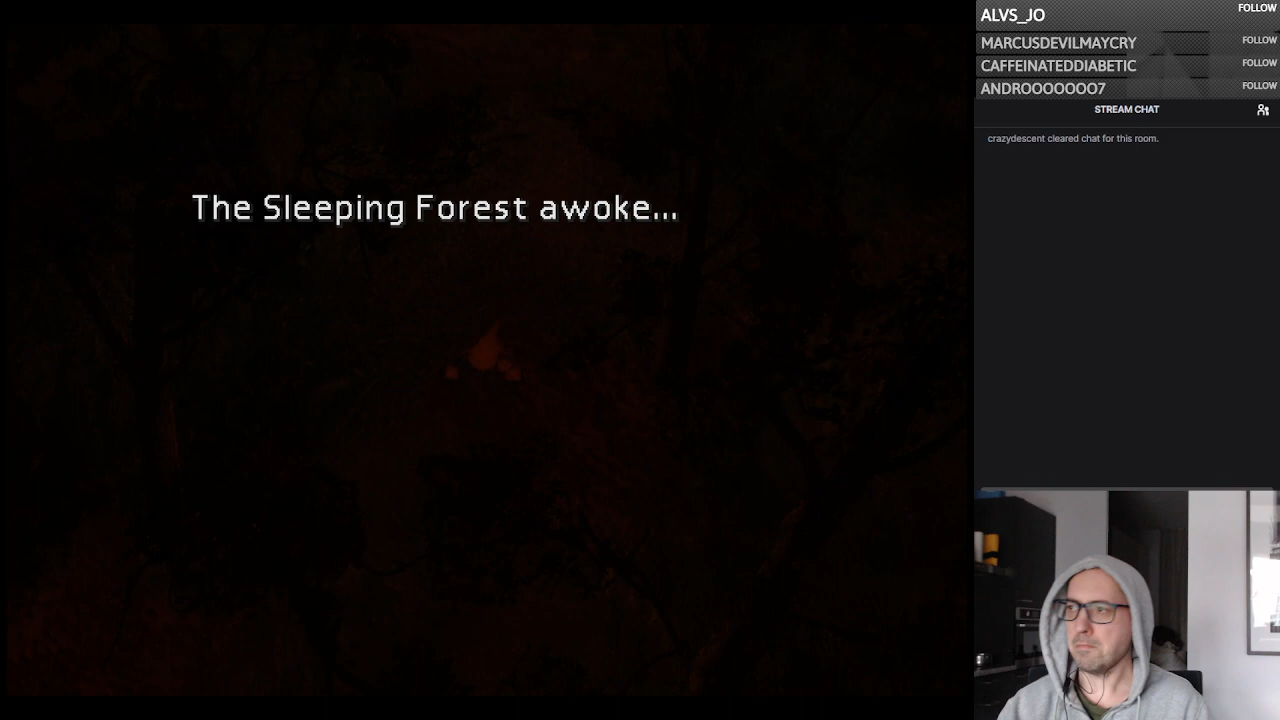 The Sleeping Forest awoke...
ALVS_JO FOLLOW
MARCUSDEVILMAYCRY FOLLOW
CAFFEINATEDDIABETIC FOLLOW
ANDROOOOOOO7 FOLLOW
STREAM CHAT
crazydescent cleared chat for this room.